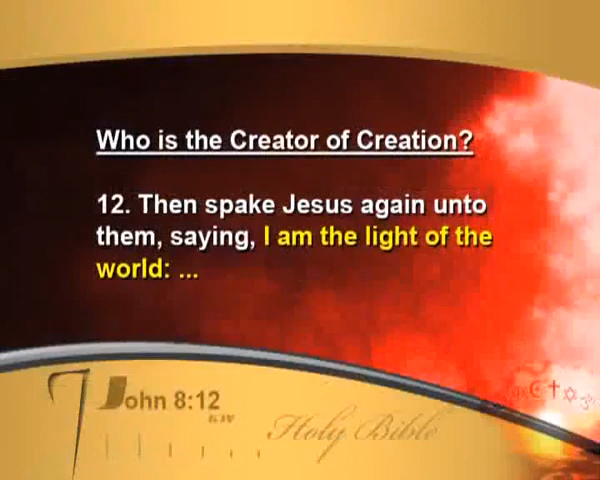 Who is the Creator of Creation?
12. Then spake Jesus again unto
them, saying, I am the light of the
world: ...
John 8:12
KJV
Holy Bible